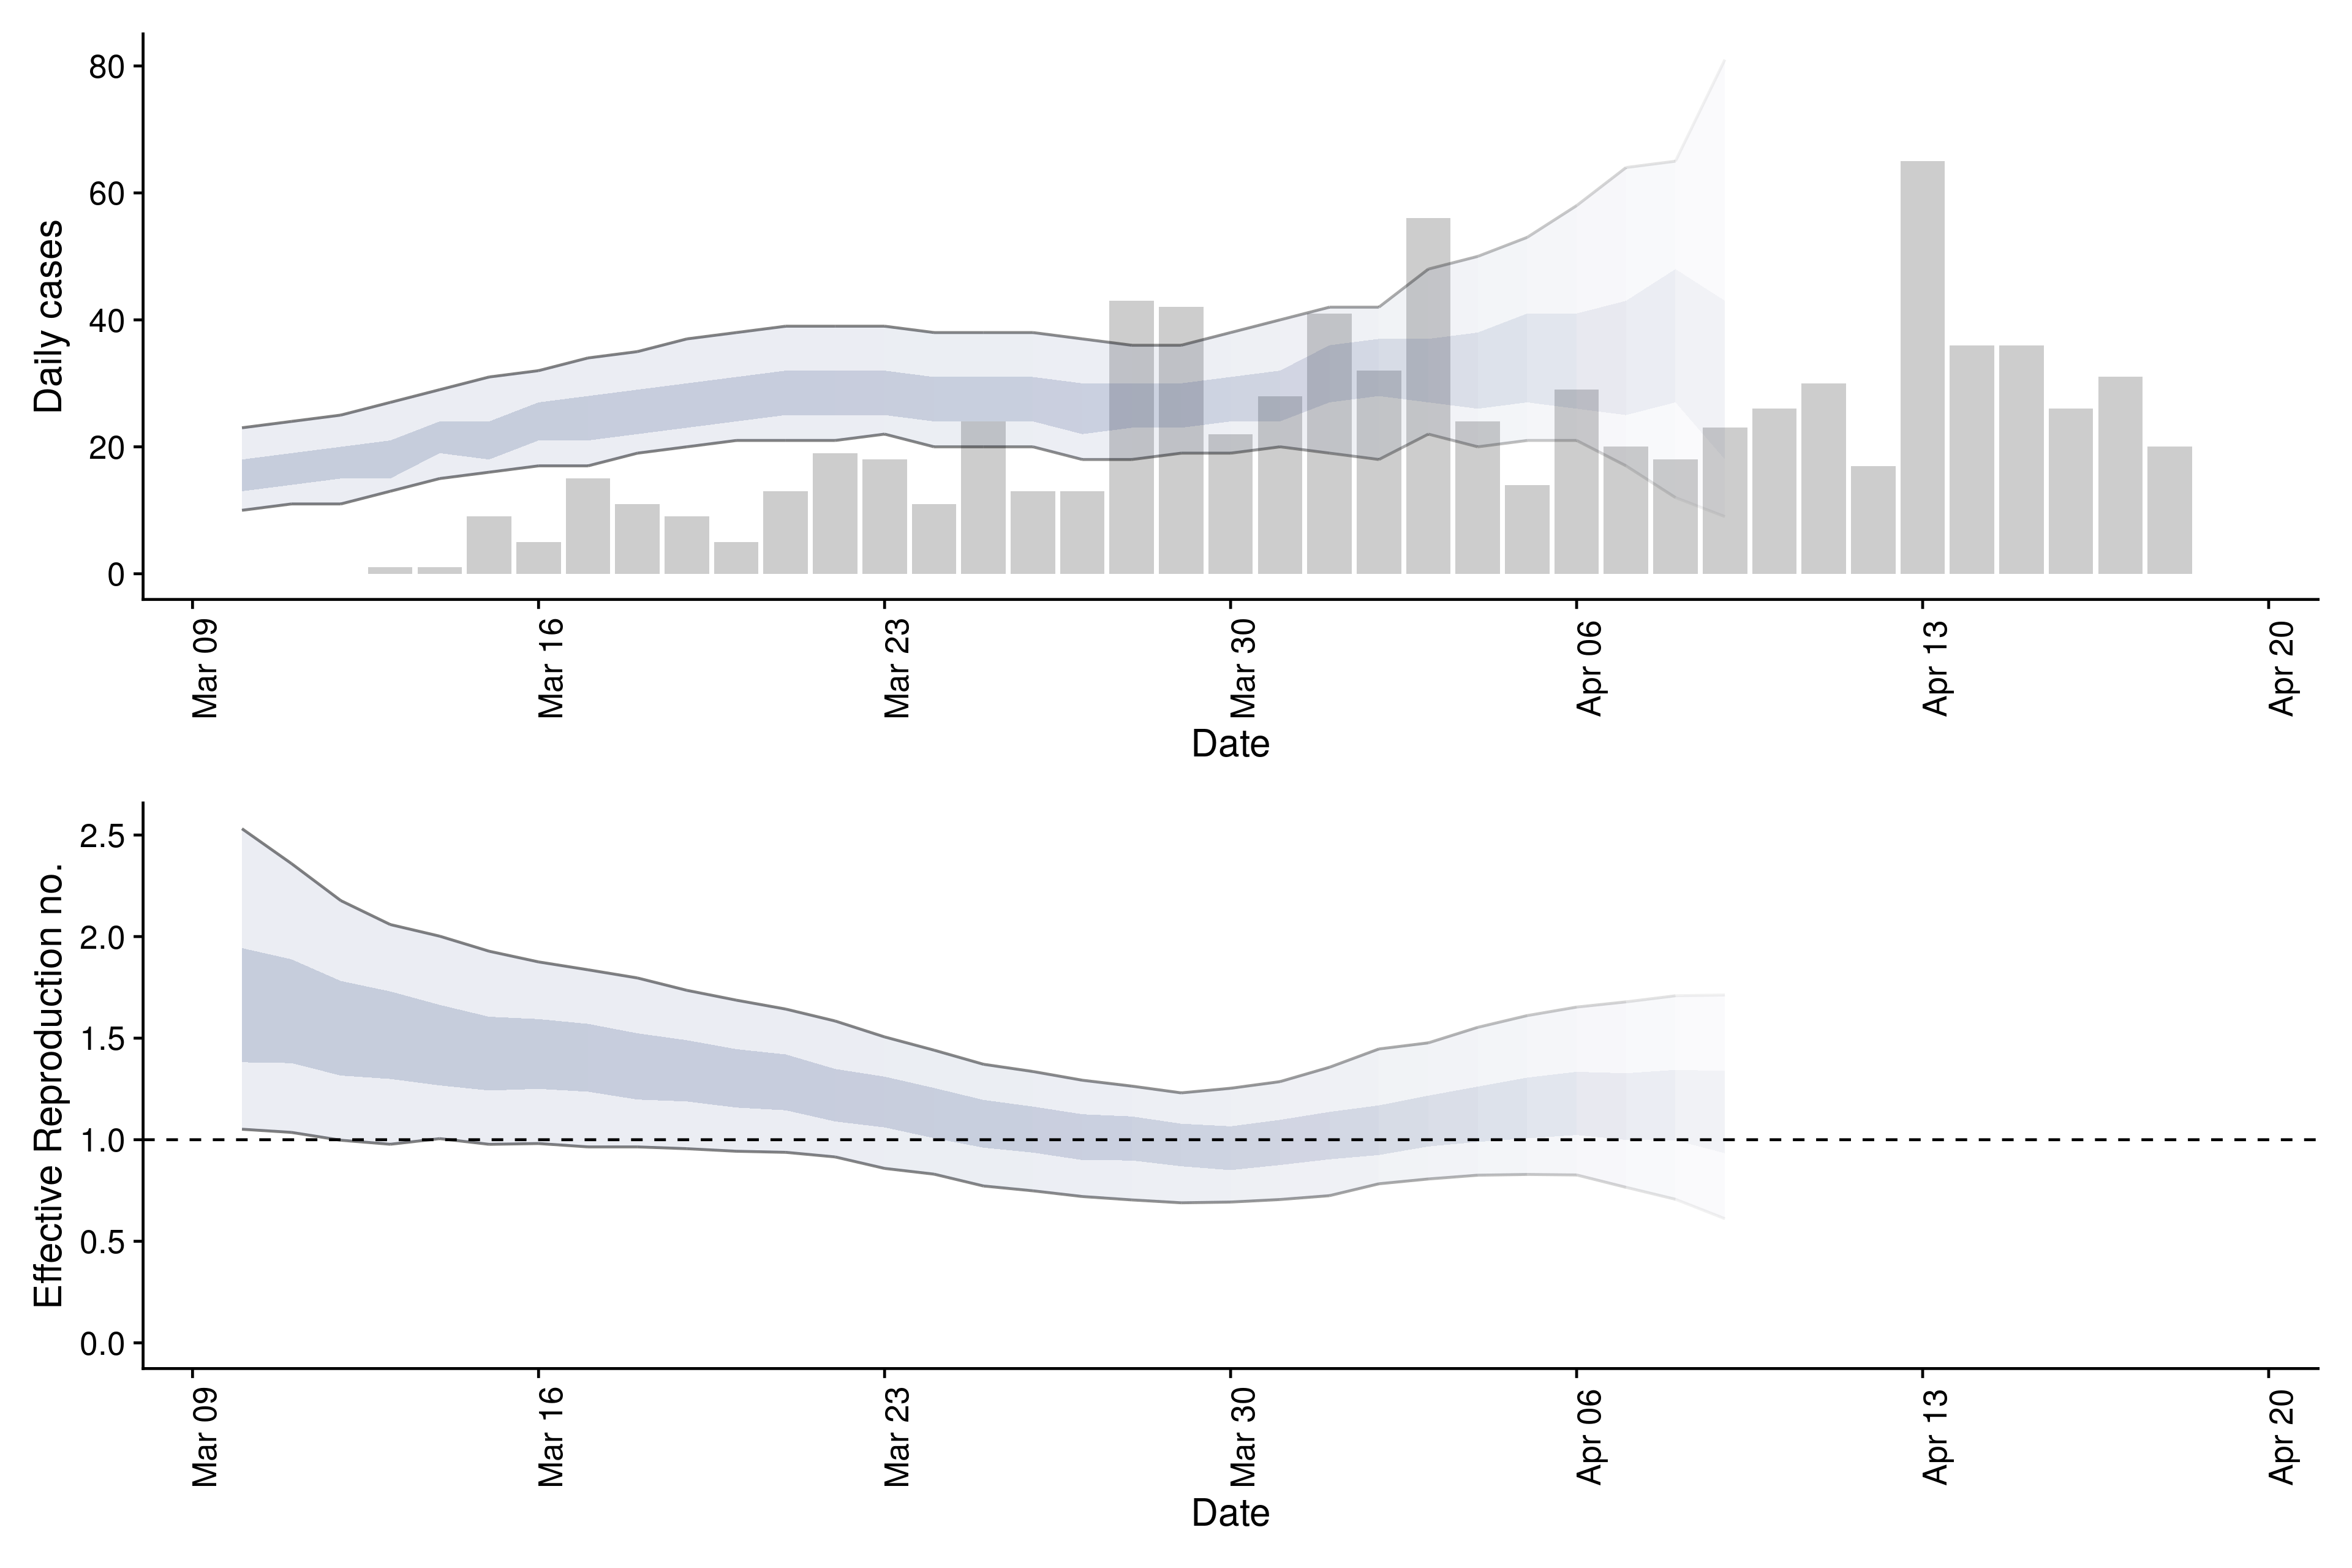 Daily cases
80
60
40
20
0
Mar 09
Mar 16
Mar 23
Mar 30
Apr 06
Apr 13
Apr 20
Date
Effective Reproduction no.
2.5
2.0
1.5
1.0
0.5
0.0
Mar 09
Mar 16
Mar 23
Mar 30
Apr 06
Apr 13
Apr 20
Date